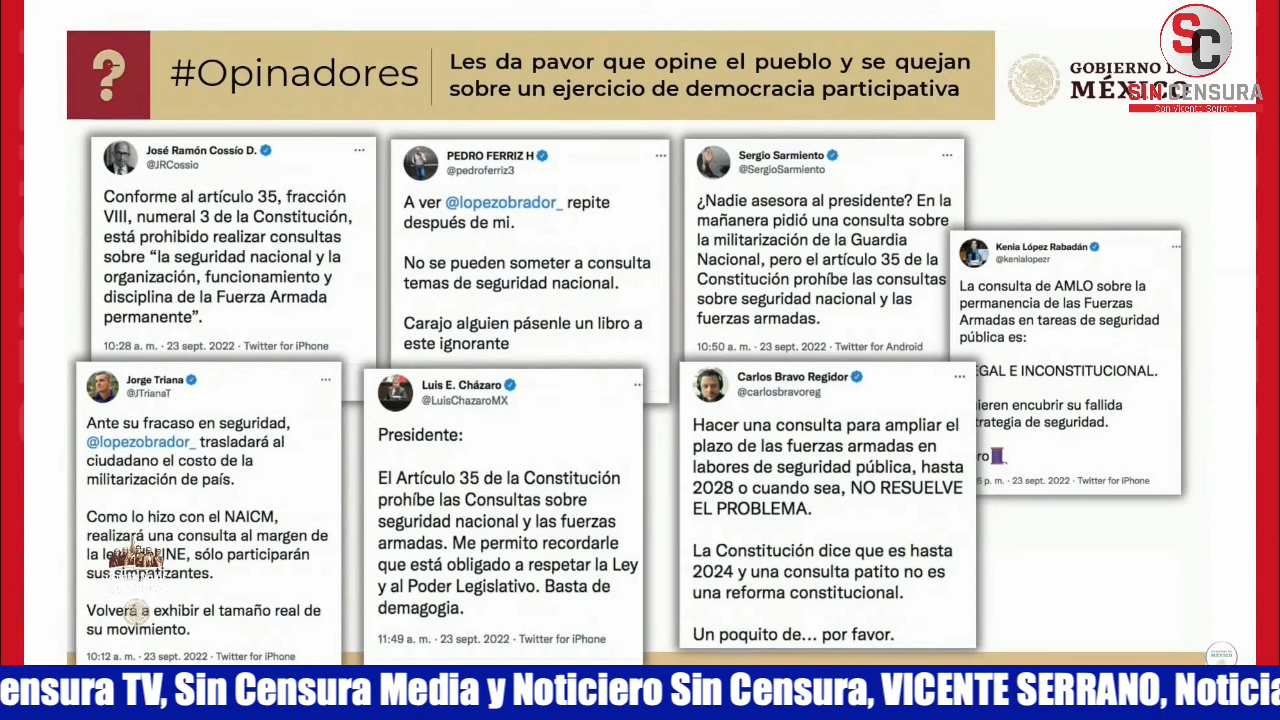 ?
#Opinadores
Les da pavor que opine el pueblo y se quejan
sobre un ejercicio de democracia participativa
GOBIERNO D
MÉXICO
SC
SIN CENSURA
Con Vicente Serrano
José Ramón Cossío D.
@JRCossio
Conforme al artículo 35, fracción
VIII, numeral 3 de la Constitución,
está prohibido realizar consultas
sobre “la seguridad nacional y la
organización, funcionamiento y
disciplina de la Fuerza Armada
permanente”.
10:28 a. m. · 23 sept. 2022 · Twitter for iPhone
PEDRO FERRIZ H
@pedroferriz3
A ver @lopezobrador_ repite
después de mi.
No se pueden someter a consulta
temas de seguridad nacional.
Carajo alguien pásenle un libro a
este ignorante
Sergio Sarmiento
@SergioSarmiento
¿Nadie asesora al presidente? En la
mañanera pidió una consulta sobre
la militarización de la Guardia
Nacional, pero el artículo 35 de la
Constitución prohíbe las consultas
sobre seguridad nacional y las
fuerzas armadas.
10:50 a. m. · 23 sept. 2022 · Twitter for Android
Kenia López Rabadán
@kenialopezr
La consulta de AMLO sobre la
permanencia de las Fuerzas
Armadas en tareas de seguridad
pública es:
EGAL E INCONSTITUCIONAL.
ieren encubrir su fallida
trategia de seguridad.
ro
6 p. m. · 23 sept. 2022 · Twitter for iPhone
Jorge Triana
@JTrianaT
Ante su fracaso en seguridad,
@lopezobrador_ trasladará al
ciudadano el costo de la
militarización de país.
Como lo hizo con el NAICM,
realizará una consulta al margen de
la le INE, sólo participarán
sus simpatizantes.
Volverá a exhibir el tamaño real de
su movimiento.
10:12 a. m. · 23 sept. 2022 · Twitter for iPhone
Luis E. Cházaro
@LuisChazaroMX
Presidente:
El Artículo 35 de la Constitución
prohíbe las Consultas sobre
seguridad nacional y las fuerzas
armadas. Me permito recordarle
que está obligado a respetar la Ley
y al Poder Legislativo. Basta de
demagogia.
11:49 a. m. · 23 sept. 2022 · Twitter for iPhone
Carlos Bravo Regidor
@carlosbravoreg
Hacer una consulta para ampliar el
plazo de las fuerzas armadas en
labores de seguridad pública, hasta
2028 o cuando sea, NO RESUELVE
EL PROBLEMA.
La Constitución dice que es hasta
2024 y una consulta patito no es
una reforma constitucional.
Un poquito de... por favor.
ensura TV, Sin Censura Media y Noticiero Sin Censura, VICENTE SERRANO, Noticia